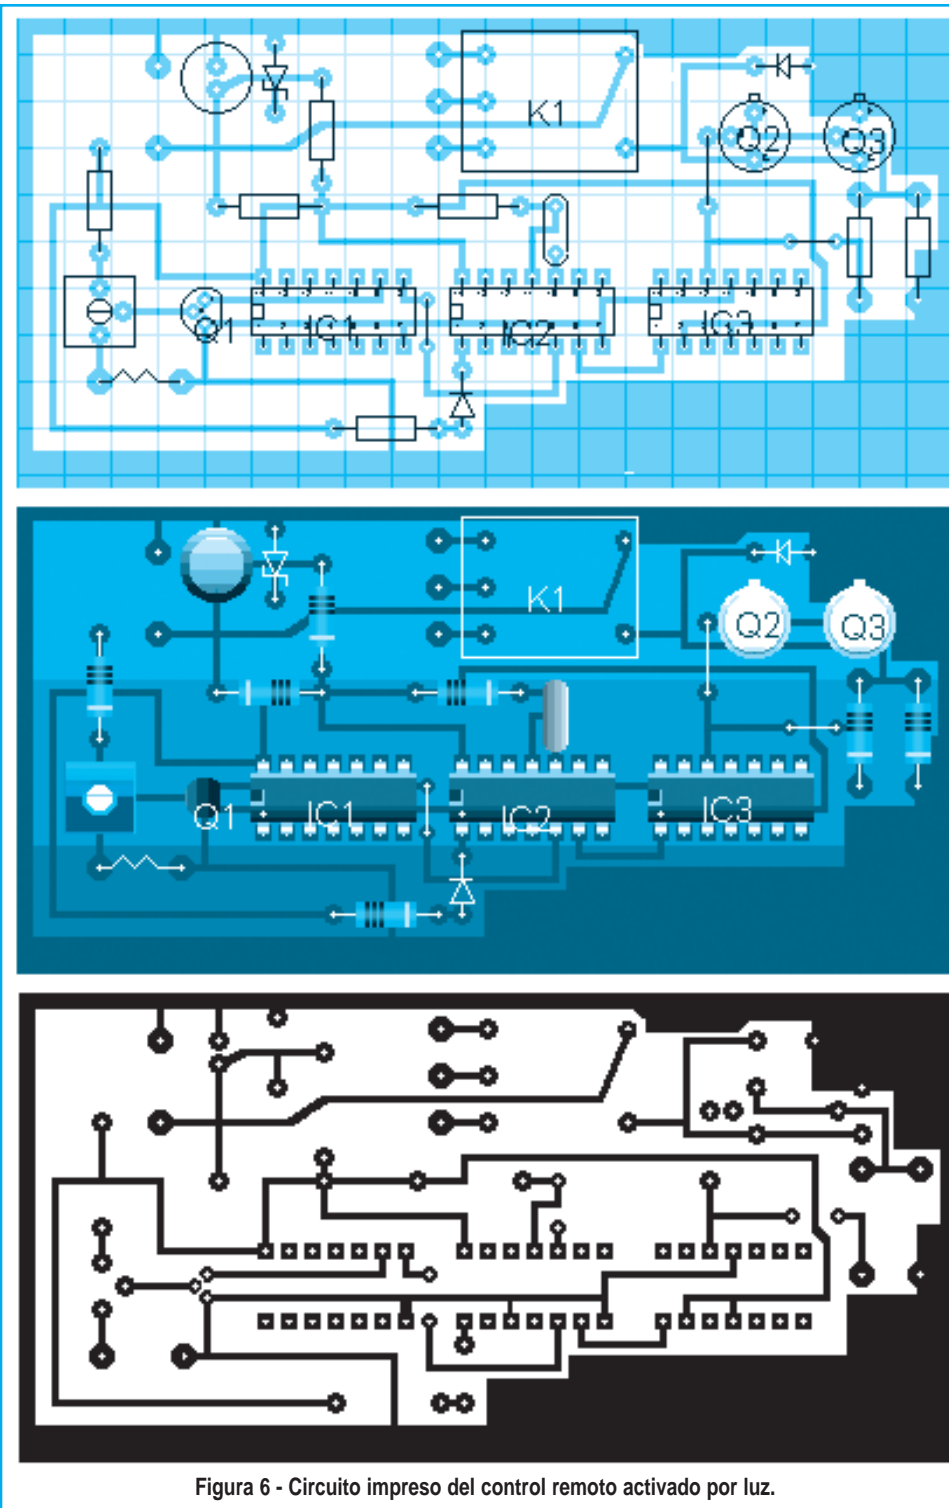 K1
Q2
Q3
Q1
IC1
IC2
IC3
K1
Q2
Q3
Q1
IC1
IC2
IC3
Figura 6 - Circuito impreso del control remoto activado por luz.